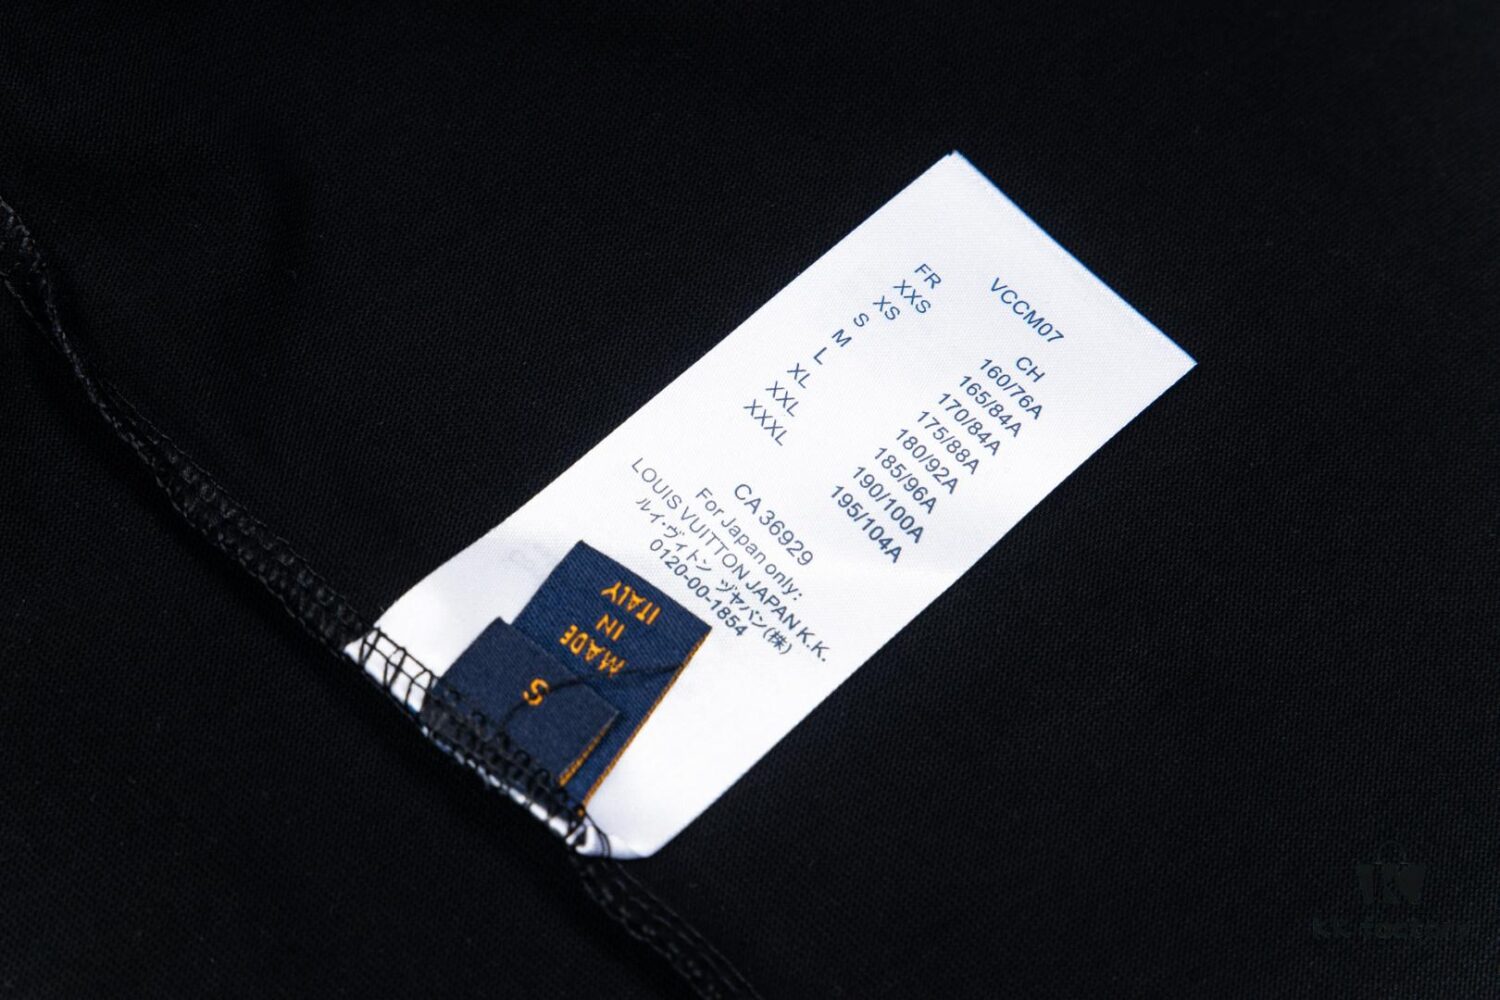 VCCM07
FR CH
XXS 160/76A
XS 165/84A
S 170/84A
M 175/88A
L 180/92A
XL 185/96A
XXL 190/100A
XXXL 195/104A
CA 36929
For Japan only:
LOUIS VUITTON JAPAN K.K.
ルイ・ヴィトン ヅヤパン(株)
0120-00-1854
MADE
IN
ITALY
S